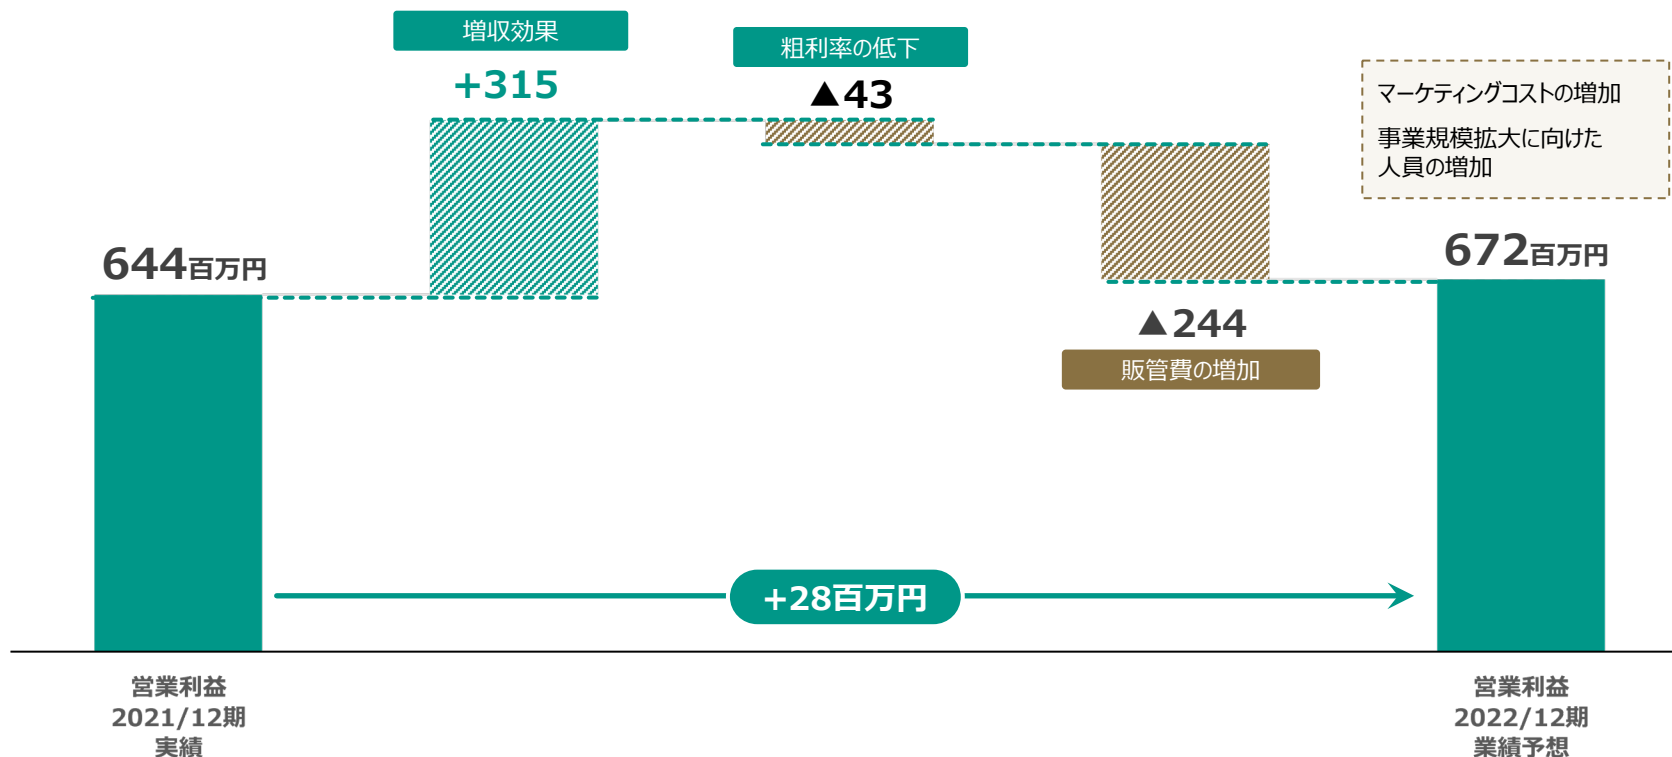 増収効果
+315
粗利率の低下
▲43
マーケティングコストの増加
事業規模拡大に向けた
人員の増加
644百万円
672百万円
▲244
販管費の増加
+28百万円
営業利益
2021/12期
実績
営業利益
2022/12期
業績予想